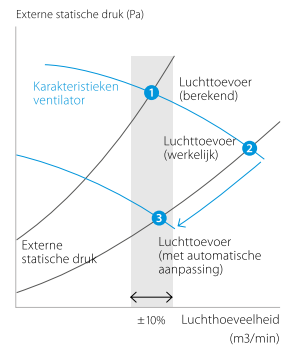 Externe statische druk (Pa)
Karakteristieken
ventilator
1
Luchttoevoer
(berekend)
Luchttoevoer
(werkelijk)
2
3
Externe
statische druk
Luchttoevoer
(met automatische
aanpassing)
±10%
Luchthoeveelheid
(m3/min)